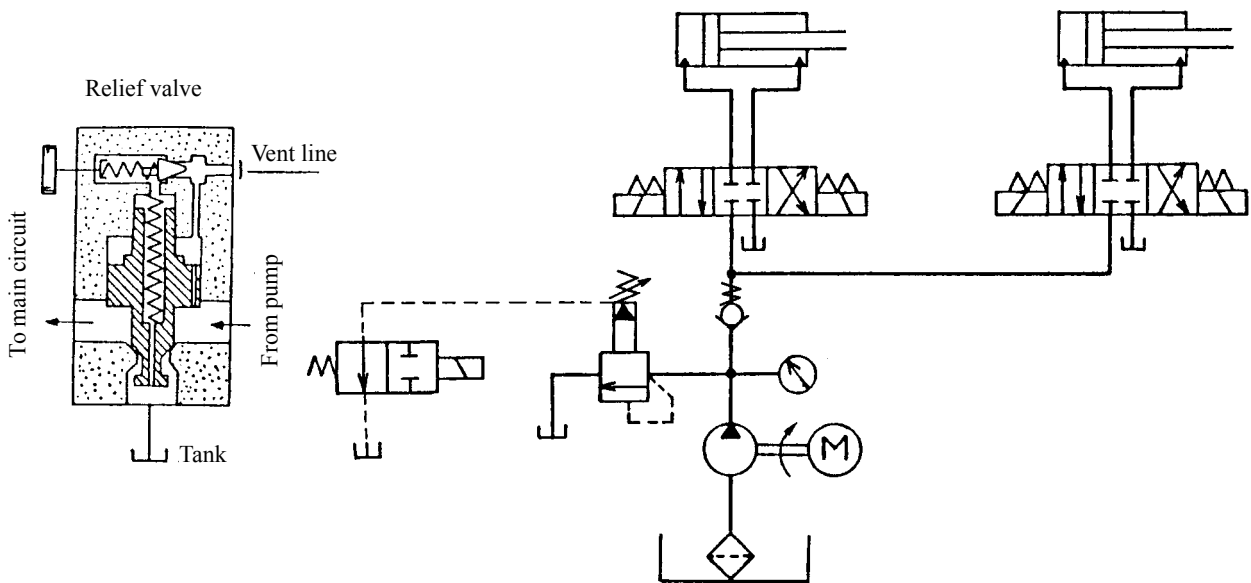 Relief valve
Vent line
To main circuit
From pump
Tank
M